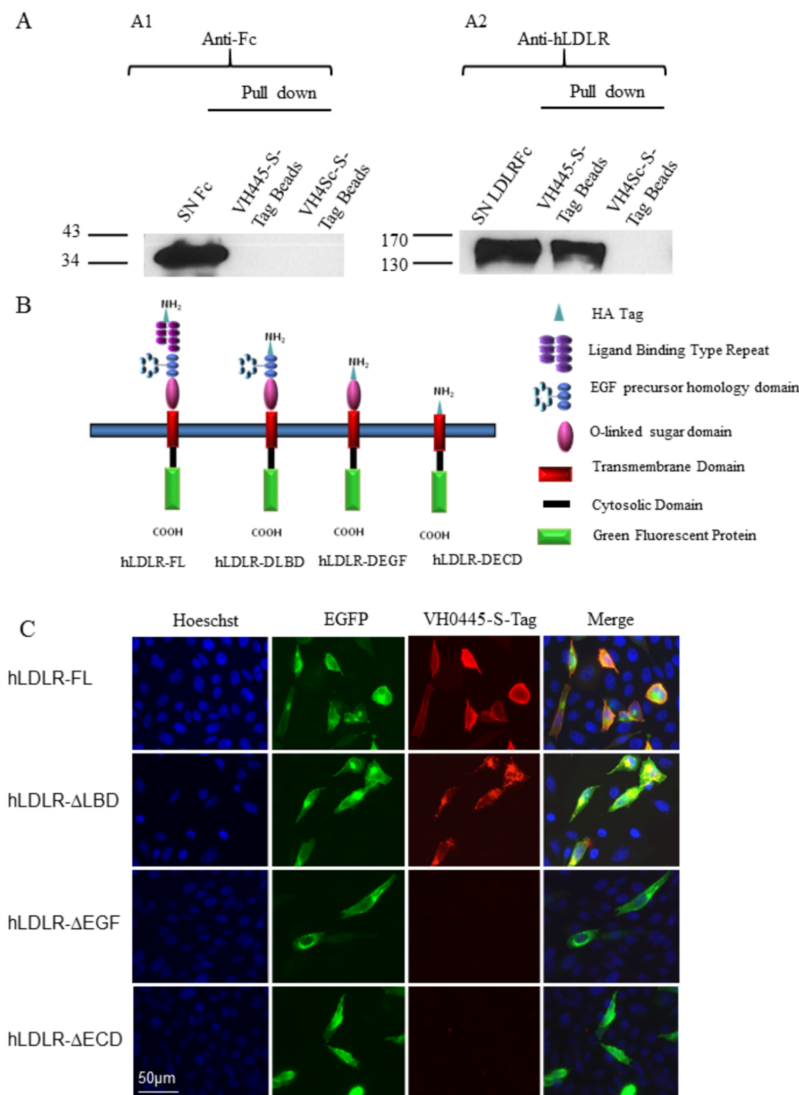 A
A1
Anti-Fc
Pull down
SN Fc
VH445-S-
Tag Beads
VH4Sc-S-
Tag Beads
43
34
A2
Anti-hLDLR
Pull down
SN LDLRFc
VH445-S-
Tag Beads
VH4Sc-S-
Tag Beads
170
130
B
NH2
NH2
NH2
NH2
COOH
COOH
COOH
COOH
hLDLR-FL
hLDLR-DLBD
hLDLR-DEGF
hLDLR-DECD
HA Tag
Ligand Binding Type Repeat
EGF precursor homology domain
O-linked sugar domain
Transmembrane Domain
Cytosolic Domain
Green Fluorescent Protein
C
Hoeschst
EGFP
VH0445-S-Tag
Merge
hLDLR-FL
hLDLR-ΔLBD
hLDLR-ΔEGF
hLDLR-ΔECD
50μm